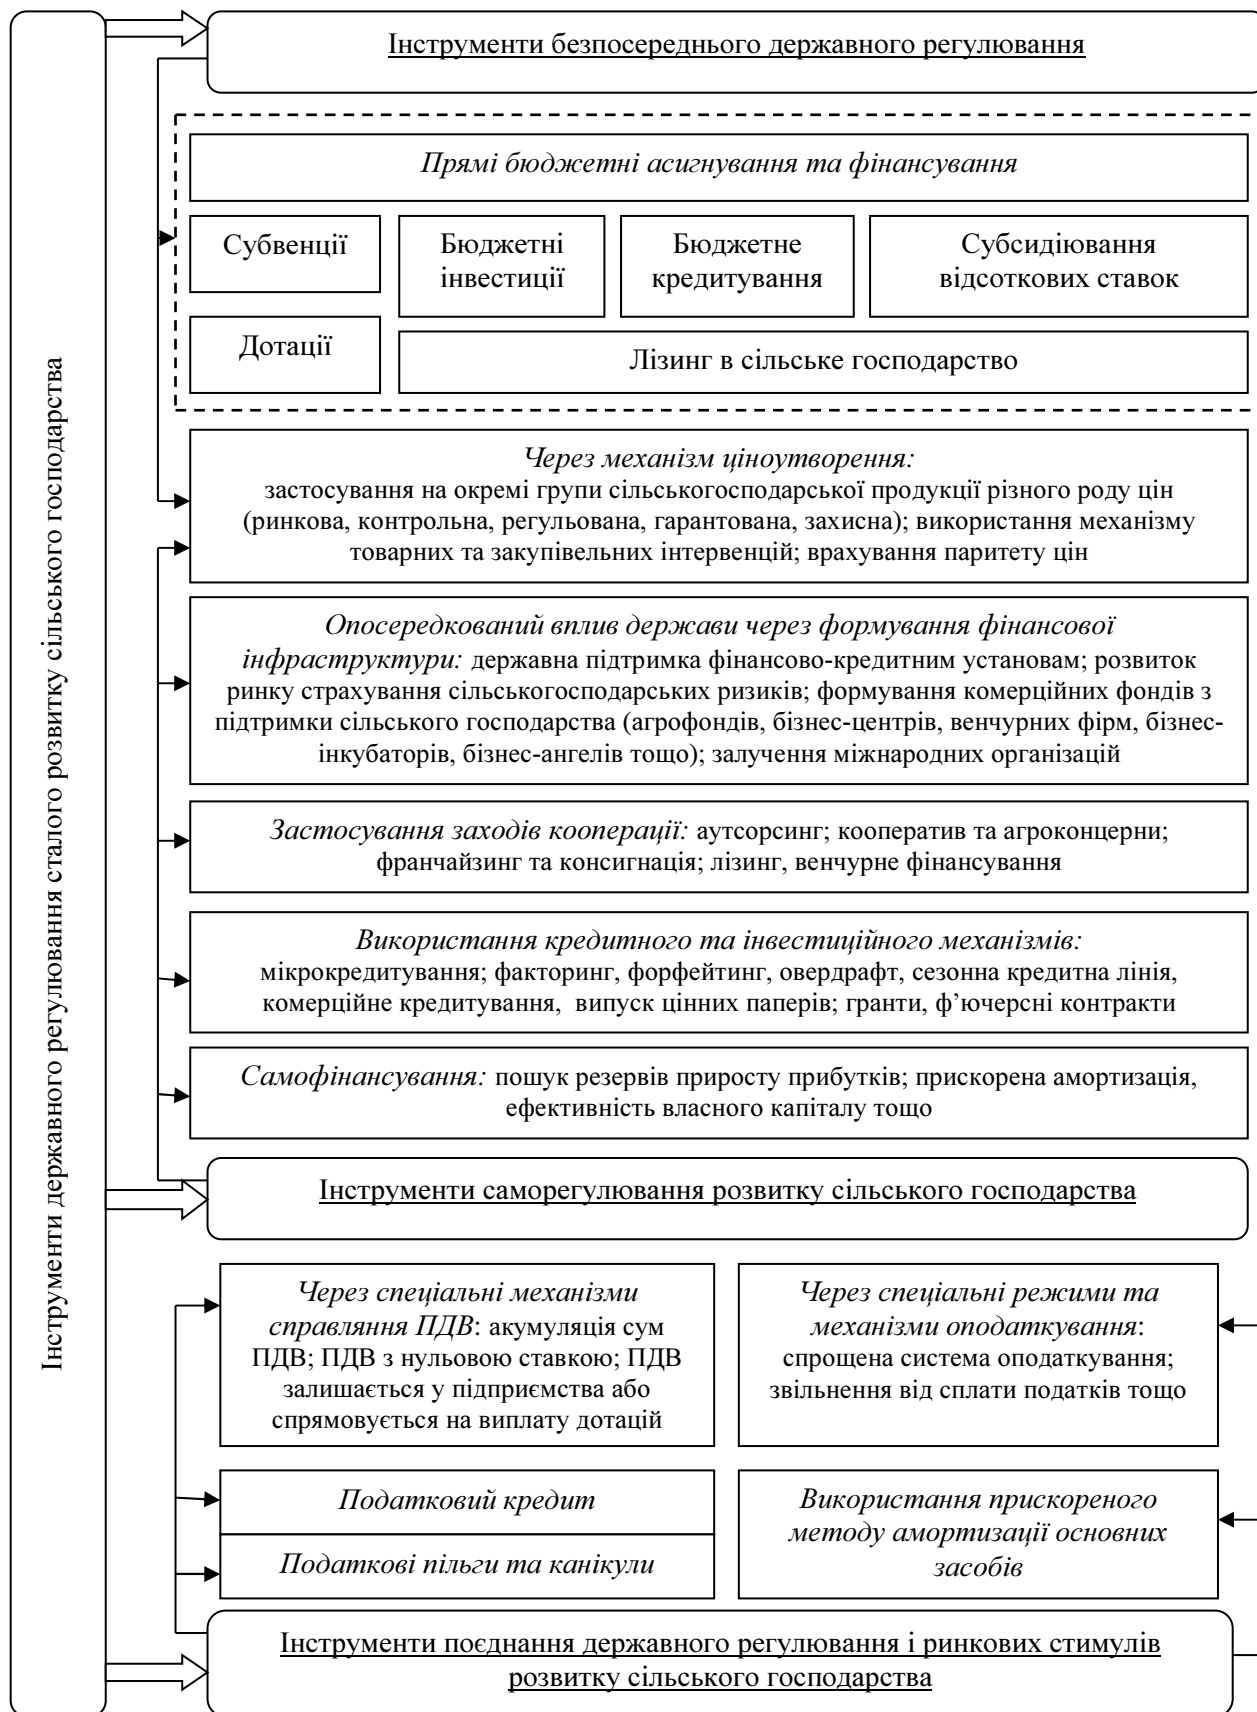 Інструменти державного регулювання сталого розвитку сільського господарства
Інструменти безпосереднього державного регулювання
Прямі бюджетні асигнування та фінансування
Субвенції
Бюджетні
інвестиції
Бюджетне
кредитування
Субсидіювання
відсоткових ставок
Дотації
Лізинг в сільське господарство
Через механізм ціноутворення:
застосування на окремі групи сільськогосподарської продукції різного роду цін
(ринкова, контрольна, регульована, гарантована, захисна); використання механізму
товарних та закупівельних інтервенцій; врахування паритету цін
Опосередкований вплив держави через формування фінансової
інфраструктури: державна підтримка фінансово-кредитним установам; розвиток
ринку страхування сільськогосподарських ризиків; формування комерційних фондів з
підтримки сільського господарства (агрофондів, бізнес-центрів, венчурних фірм, бізнес-
інкубаторів, бізнес-ангелів тощо); залучення міжнародних організацій
Застосування заходів кооперації: аутсорсинг; кооператив та агроконцерни;
франчайзинг та консигнація; лізинг, венчурне фінансування
Використання кредитного та інвестиційного механізмів:
мікрокредитування; факторинг, форфейтинг, овердрафт, сезонна кредитна лінія,
комерційне кредитування, випуск цінних паперів; гранти, ф’ючерсні контракти
Самофінансування: пошук резервів приросту прибутків; прискорена амортизація,
ефективність власного капіталу тощо
Інструменти саморегулювання розвитку сільського господарства
Через спеціальні механізми
справляння ПДВ: акумуляція сум
ПДВ; ПДВ з нульовою ставкою; ПДВ
залишається у підприємства або
спрямовується на виплату дотацій
Через спеціальні режими та
механізми оподаткування:
спрощена система оподаткування;
звільнення від сплати податків тощо
Податковий кредит
Податкові пільги та канікули
Використання прискореного
методу амортизації основних
засобів
Інструменти поєднання державного регулювання і ринкових стимулів
розвитку сільського господарства